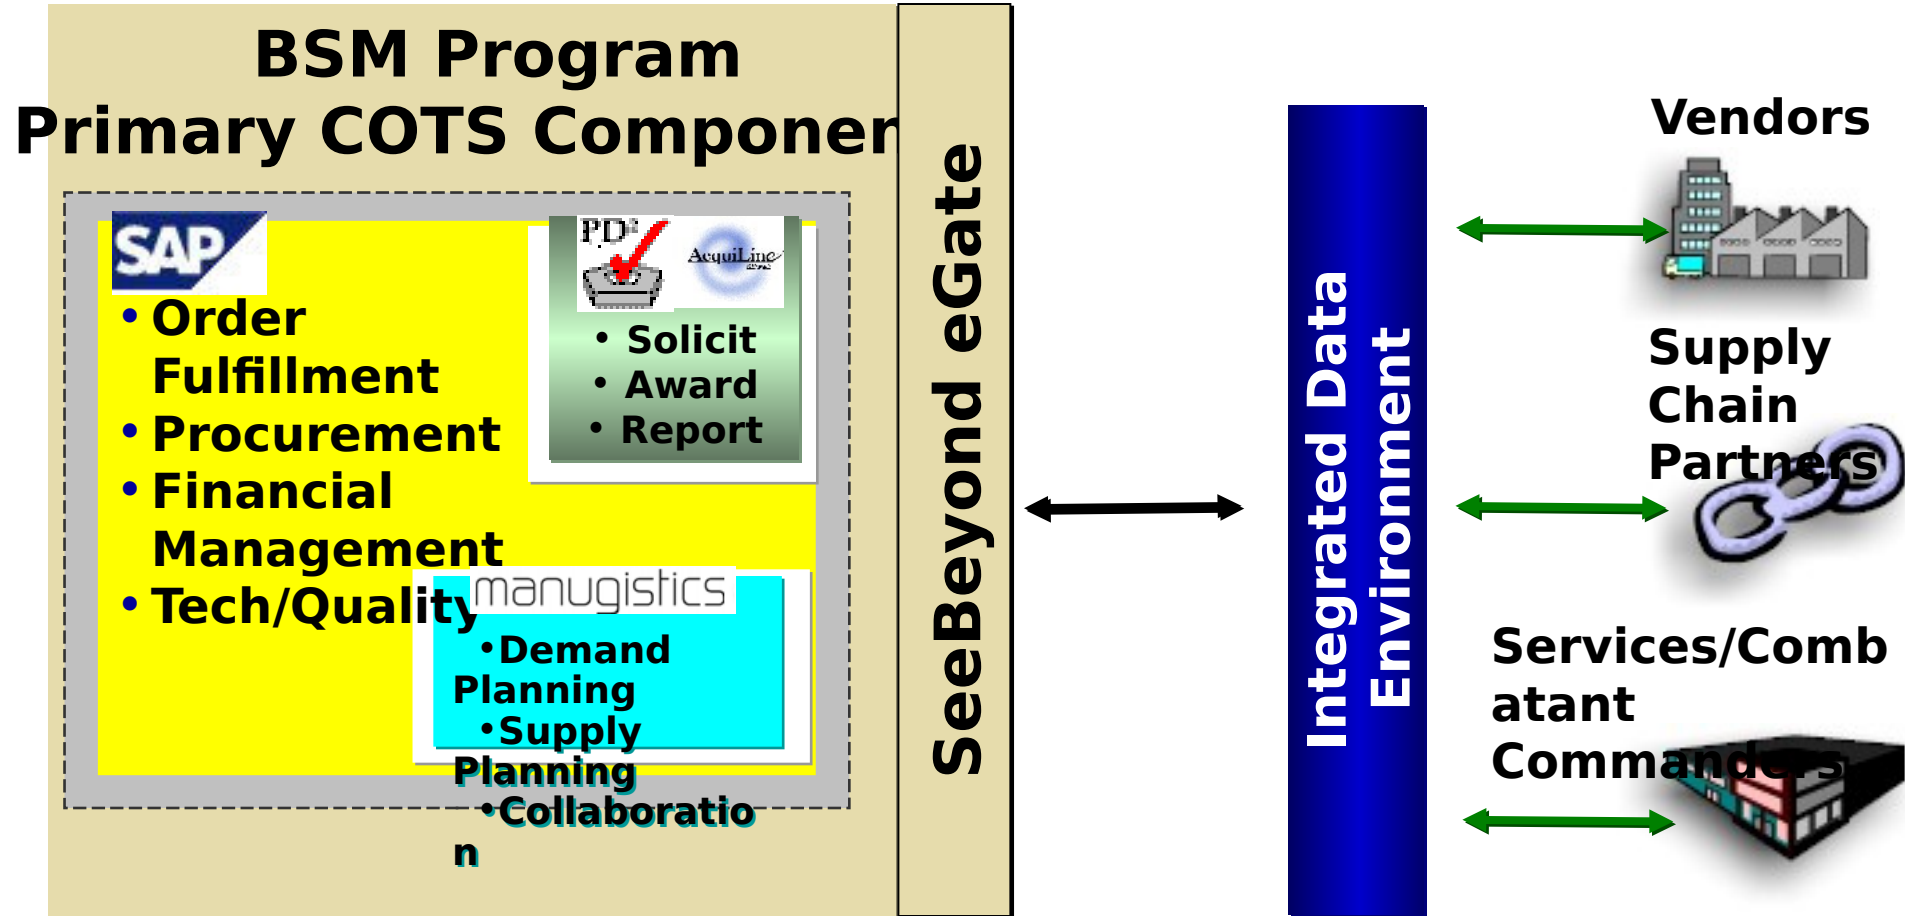 BSM Program
Primary COTS Componen
SAP
• Order
Fulfillment
• Procurement
• Financial
Management
• Tech/Quality
PD²
AcquiLine
• Solicit
• Award
• Report
manugistics
•Demand
Planning
•Supply
Planning
•Collaboratio
n
SeeBeyond eGate
Integrated Data
Environment
Vendors
Supply
Chain
Partners
Services/Comb
atant
Commanders